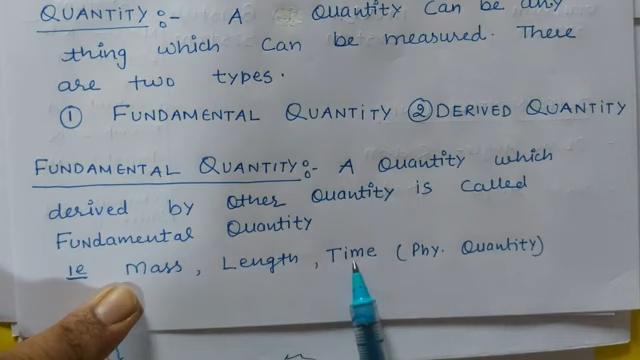 QUANTITY :- A Quantity can be any
thing which can be measured. There
are two types.
① FUNDAMENTAL QUANTITY ② DERIVED QUANTITY
FUNDAMENTAL QUANTITY :- A Quantity which
derived by Other Quantity is called
Fundamental Quantity
ie Mass, Length, Time (Phy. Quantity)